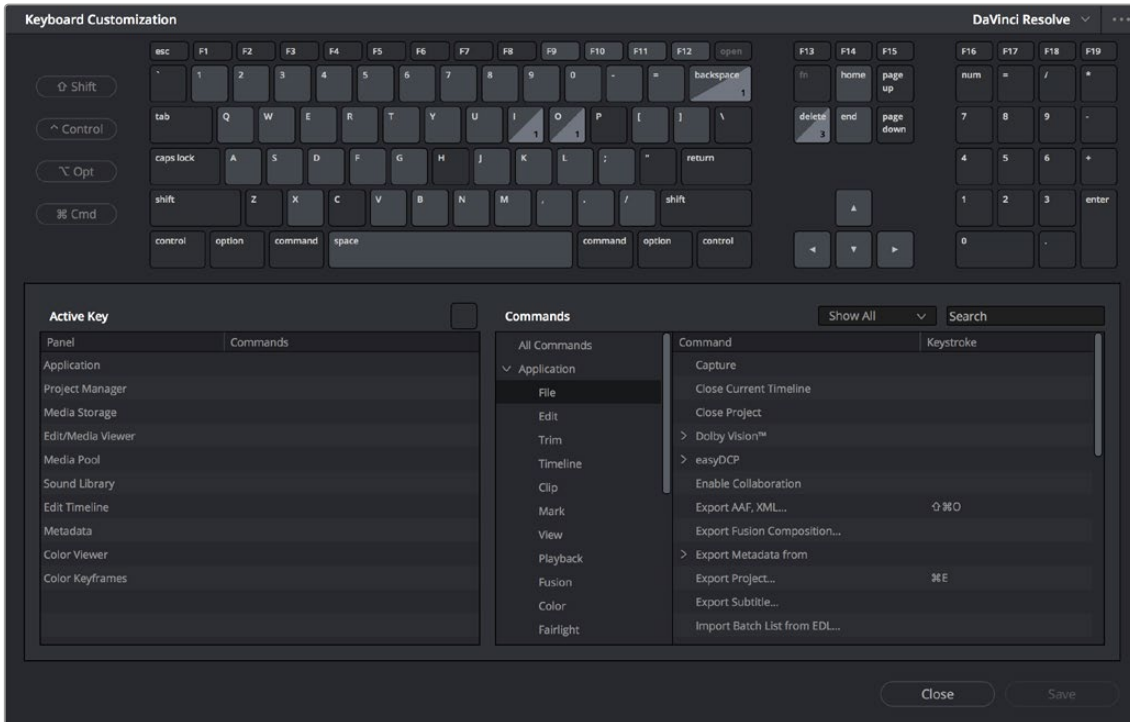 Keyboard Customization DaVinci Resolve
esc F1 F2 F3 F4 F5 F6 F7 F8 F9 F10 F11 F12 open F13 F14 F15 F16 F17 F18 F19
⇧ Shift
` 1 2 3 4 5 6 7 8 9 0 - = backspace 1 fn home page up num = / *
^ Control
tab Q W E R T Y U I 1 O 1 P [ ] \ delete 3 end page down 7 8 9 -
⌥ Opt
caps lock A S D F G H J K L ; " return 4 5 6 +
⌘ Cmd
shift Z X C V B N M , . / shift 1 2 3 enter
control option command space command option control 0 .
Active Key
Panel Commands
Application
Project Manager
Media Storage
Edit/Media Viewer
Media Pool
Sound Library
Edit Timeline
Metadata
Color Viewer
Color Keyframes
Commands Show All Search
All Commands
Application
File
Edit
Trim
Timeline
Clip
Mark
View
Playback
Fusion
Color
Fairlight
Command Keystroke
Capture
Close Current Timeline
Close Project
> Dolby Vision™
> easyDCP
Enable Collaboration
Export AAF, XML... ⇧⌘O
Export Fusion Composition...
> Export Metadata from
Export Project... ⌘E
Export Subtitle...
Import Batch List from EDL...
Close Save